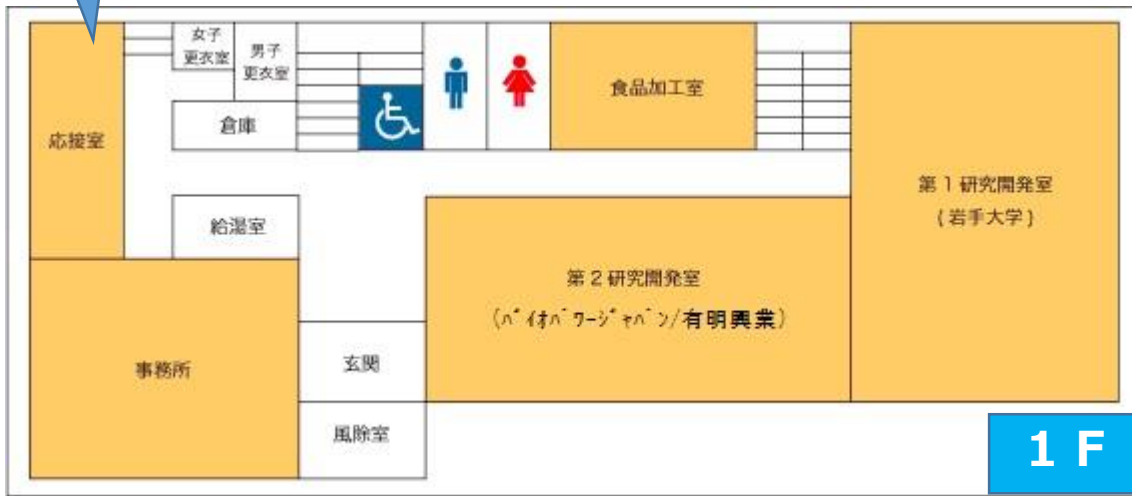 女子
更衣室
男子
更衣室
食品加工室
倉庫
応接室
第1研究開発室
(岩手大学)
給湯室
第2研究開発室
(ﾊﾞｲｵﾊﾟﾜｰｼﾞｬﾊﾟﾝ/有明興業)
玄関
事務所
風除室
1F